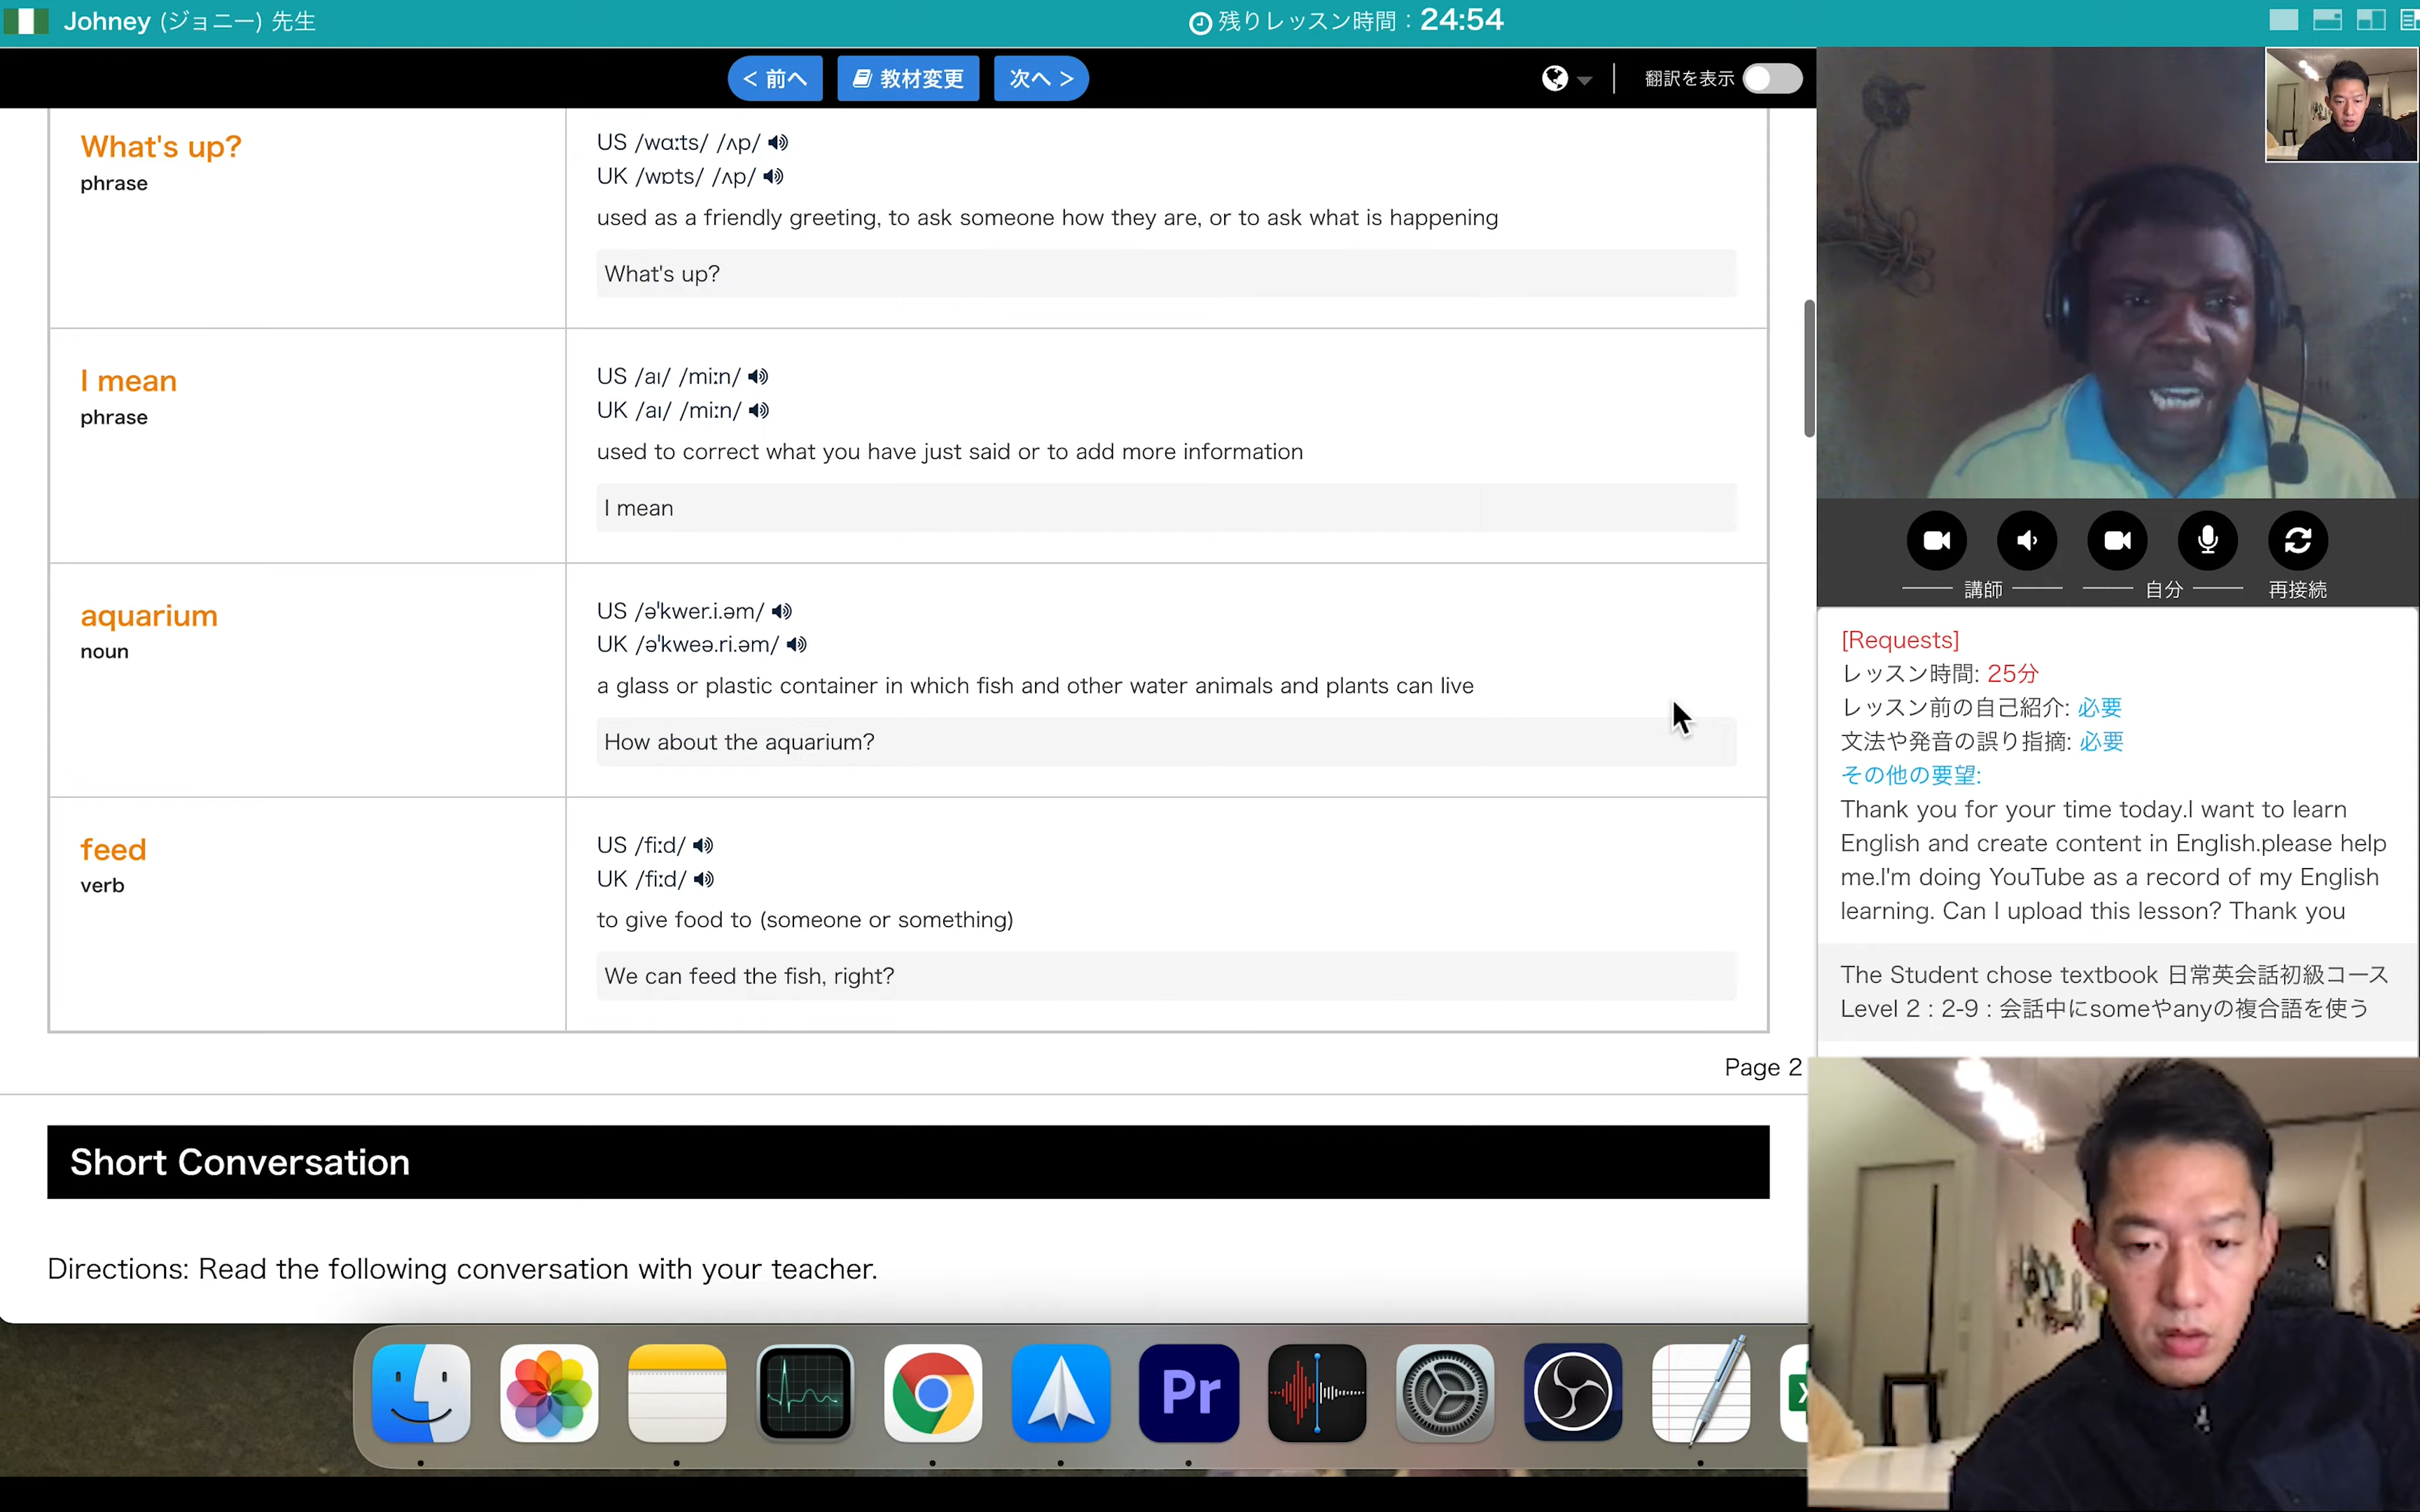 Johney (ジョニー) 先生
残りレッスン時間：24:54
< 前へ
教材変更
次へ >
翻訳を表示
What's up?
phrase
US /wɑːts/ /ʌp/
UK /wɒts/ /ʌp/
used as a friendly greeting, to ask someone how they are, or to ask what is happening
What's up?
I mean
phrase
US /aɪ/ /miːn/
UK /aɪ/ /miːn/
used to correct what you have just said or to add more information
I mean
aquarium
noun
US /əˈkwer.i.əm/
UK /əˈkweə.ri.əm/
a glass or plastic container in which fish and other water animals and plants can live
How about the aquarium?
feed
verb
US /fiːd/
UK /fiːd/
to give food to (someone or something)
We can feed the fish, right?
Page 2
Short Conversation
Directions: Read the following conversation with your teacher.
講師
自分
再接続
[Requests]
レッスン時間: 25分
レッスン前の自己紹介: 必要
文法や発音の誤り指摘: 必要
その他の要望:
Thank you for your time today.I want to learn
English and create content in English.please help
me.I'm doing YouTube as a record of my English
learning. Can I upload this lesson? Thank you
The Student chose textbook 日常英会話初級コース
Level 2 : 2-9 : 会話中にsomeやanyの複合語を使う
Pr
X